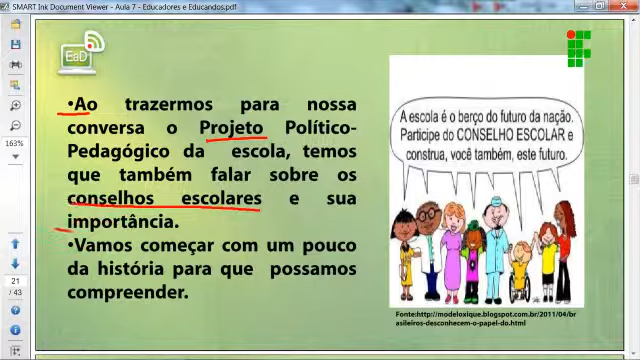 SMART Ink Document Viewer - Aula 7 - Educadores e Educandos.pdf
EaD
•Ao trazermos para nossa
conversa o Projeto Político-
Pedagógico da escola, temos
que também falar sobre os
conselhos escolares e sua
importância.
•Vamos começar com um pouco
da história para que possamos
compreender.
A escola é o berço do futuro da nação.
Participe do CONSELHO ESCOLAR e
construa, você também, este futuro.
Fonte:http://modeloxique.blogspot.com.br/2011/04/br
asileiros-desconhecem-o-papel-do.html
163%
21
/ 43